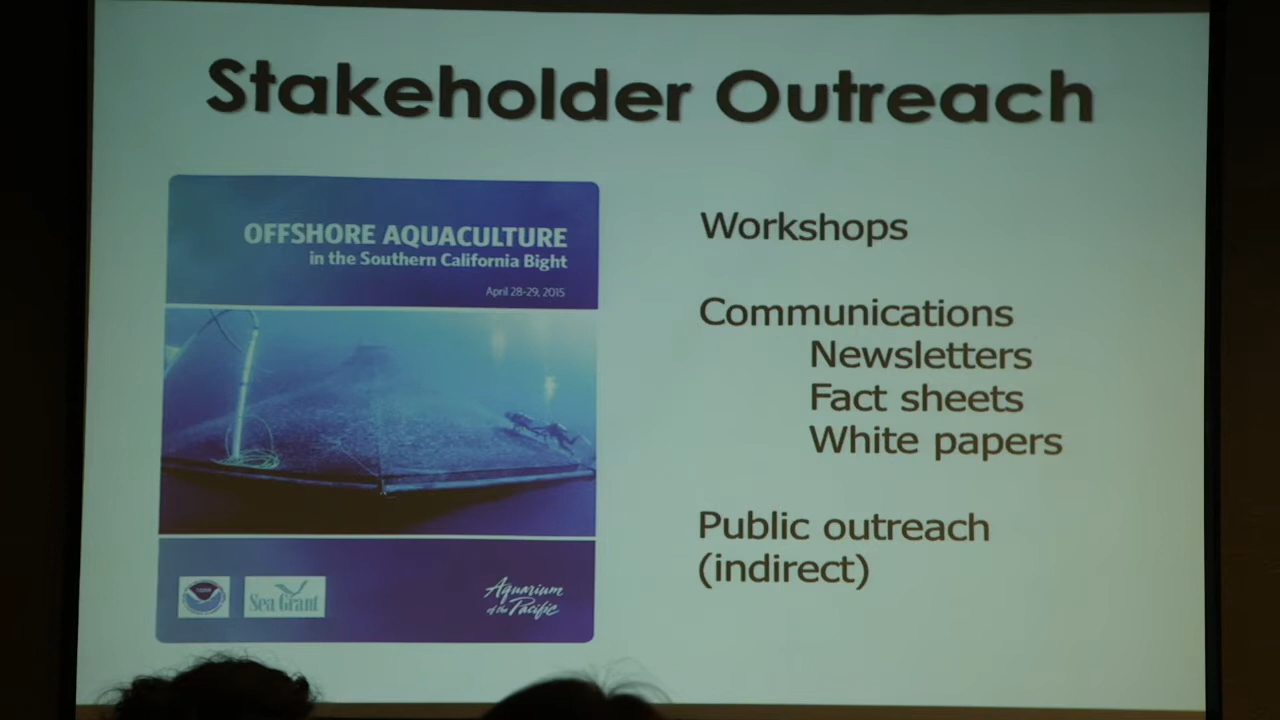 Stakeholder Outreach
OFFSHORE AQUACULTURE
in the Southern California Bight
April 28-29, 2015
Sea Grant
Aquarium
of the Pacific
Workshops
Communications
Newsletters
Fact sheets
White papers
Public outreach
(indirect)